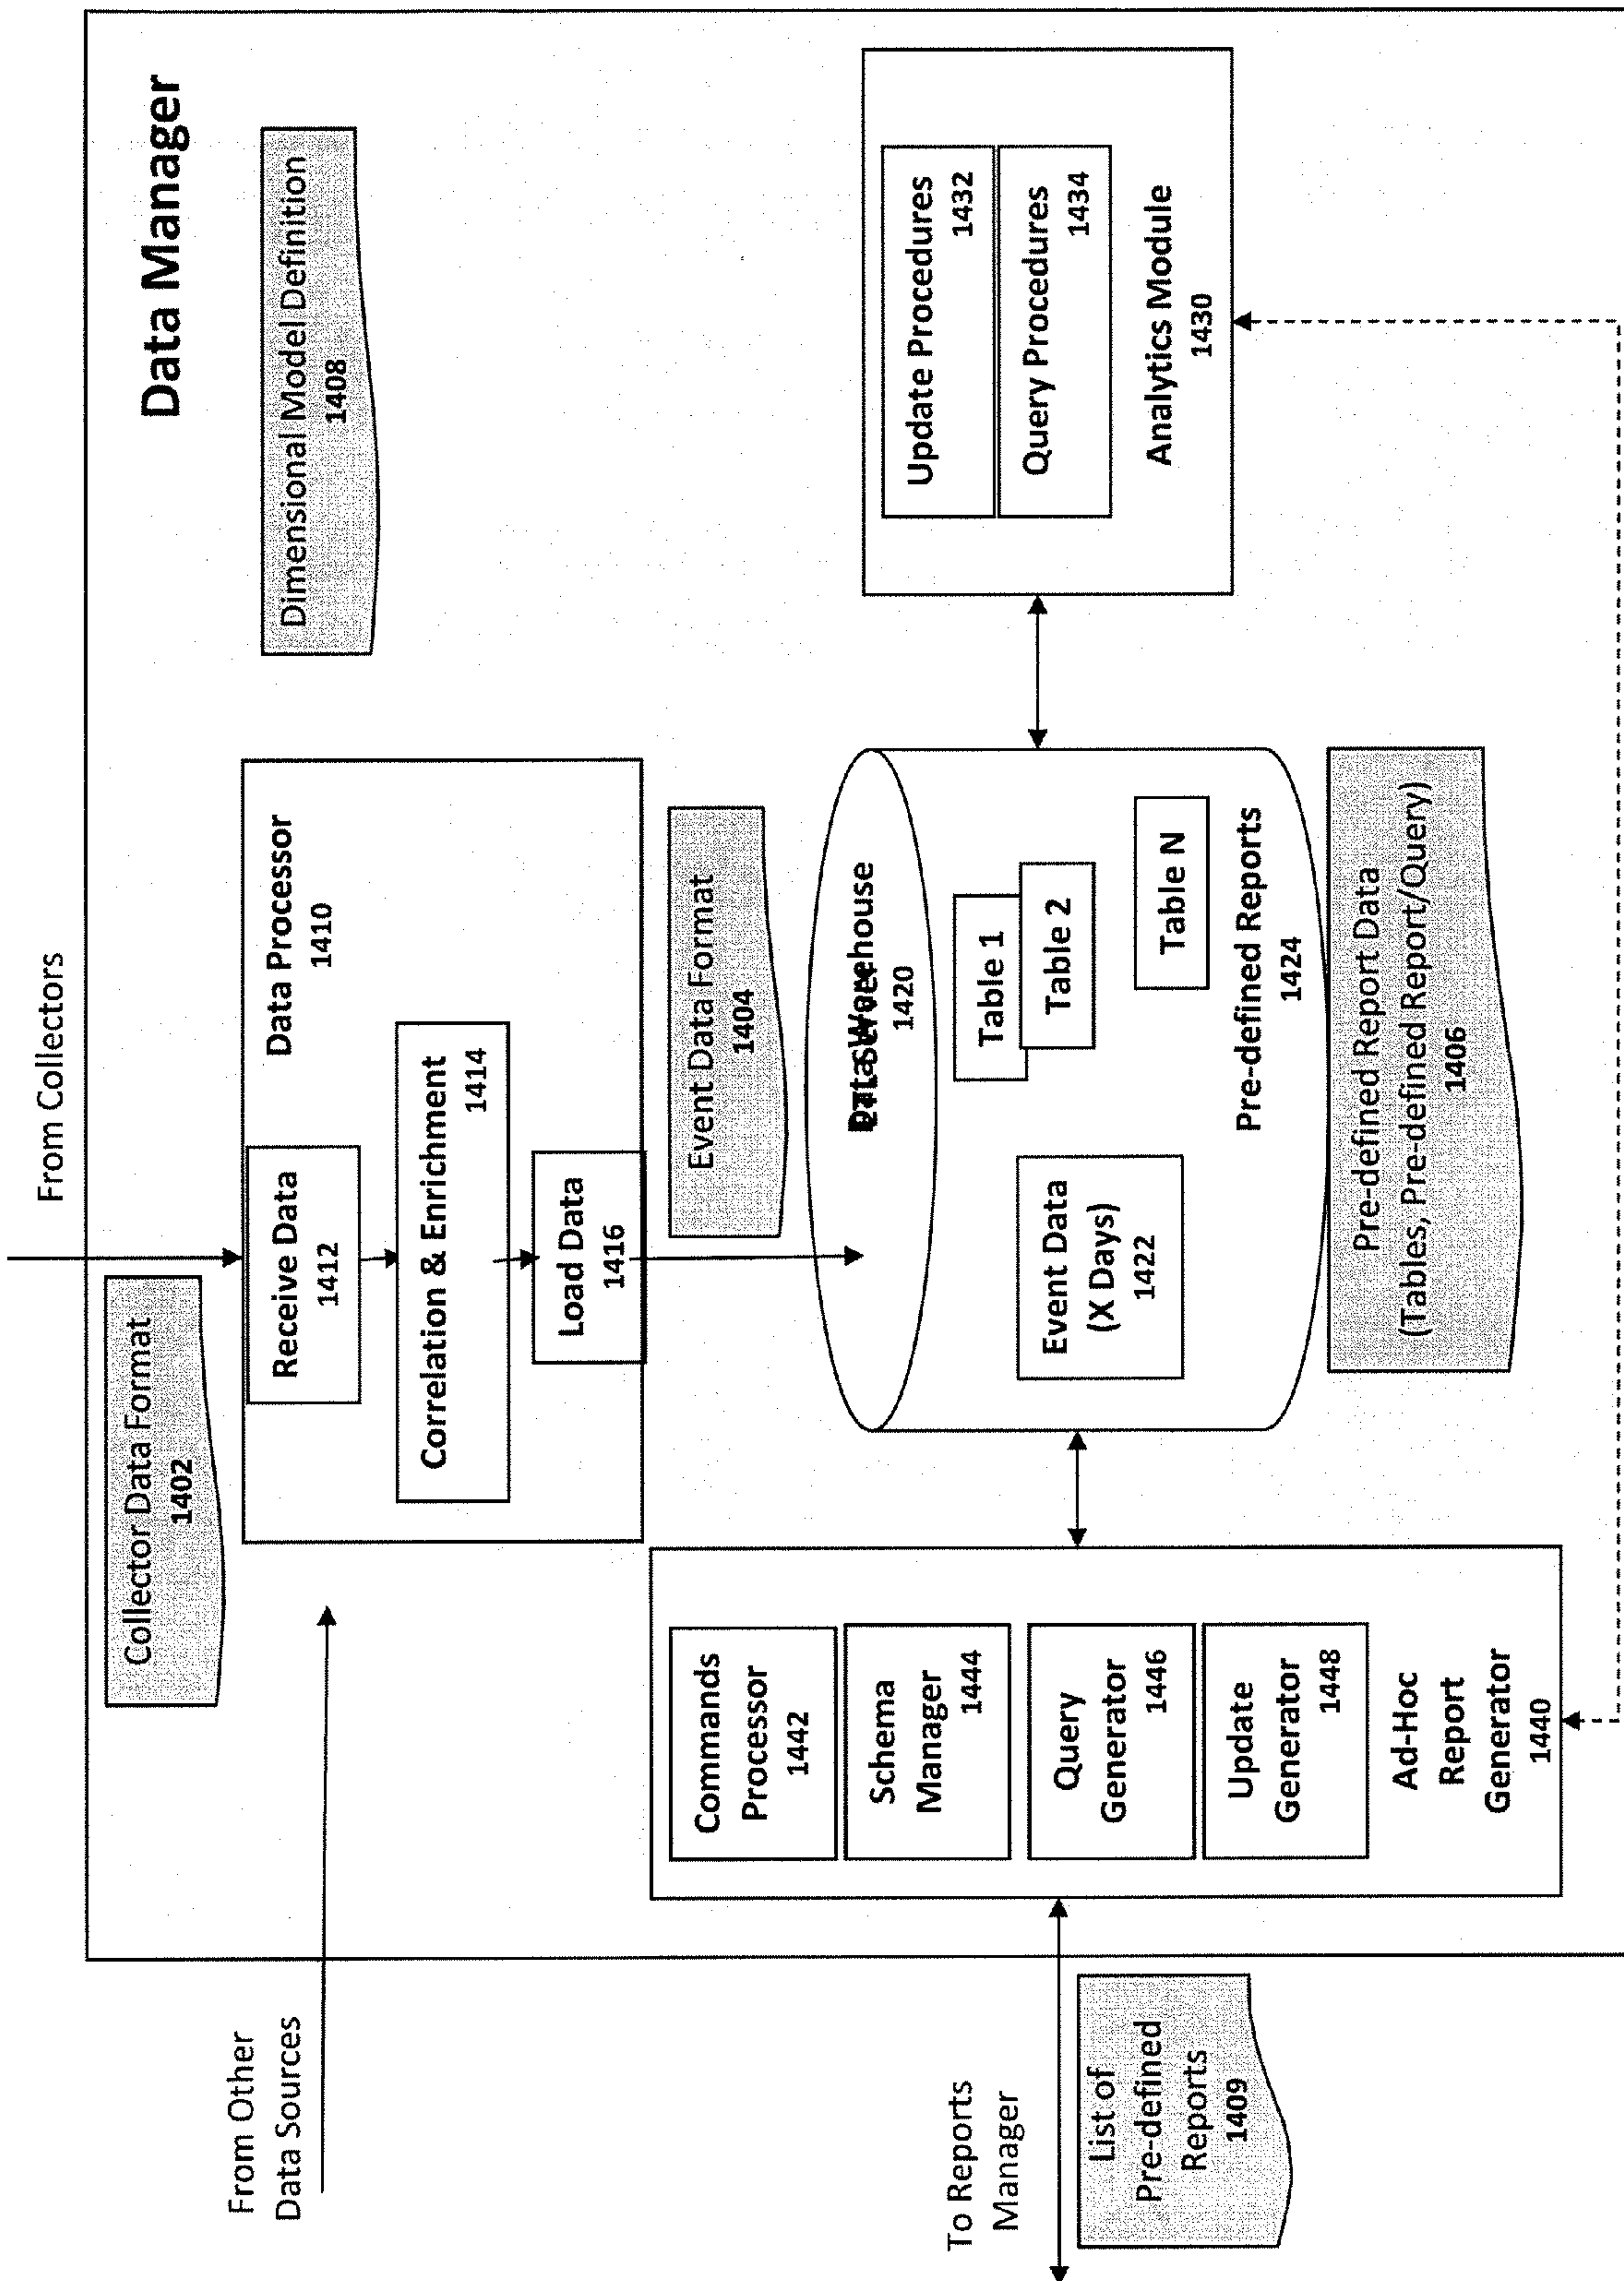 From Collectors
Data Manager
Collector Data Format
1402
Dimensional Model Definition
1408
From Other
Data Sources
Data Processor
1410
Receive Data
1412
Correlation & Enrichment
1414
Load Data
1416
Event Data Format
1404
Commands
Processor
1442
Schema
Manager
1444
Query
Generator
1446
Update
Generator
1448
Ad-Hoc
Report
Generator
1440
Data Warehouse
1420
Table 1
Table 2
Table N
Event Data
(X Days)
1422
Pre-defined Reports
1424
Update Procedures
1432
Query Procedures
1434
Analytics Module
1430
To Reports
Manager
List of
Pre-defined
Reports
1409
Pre-defined Report Data
(Tables, Pre-defined Report/Query)
1406